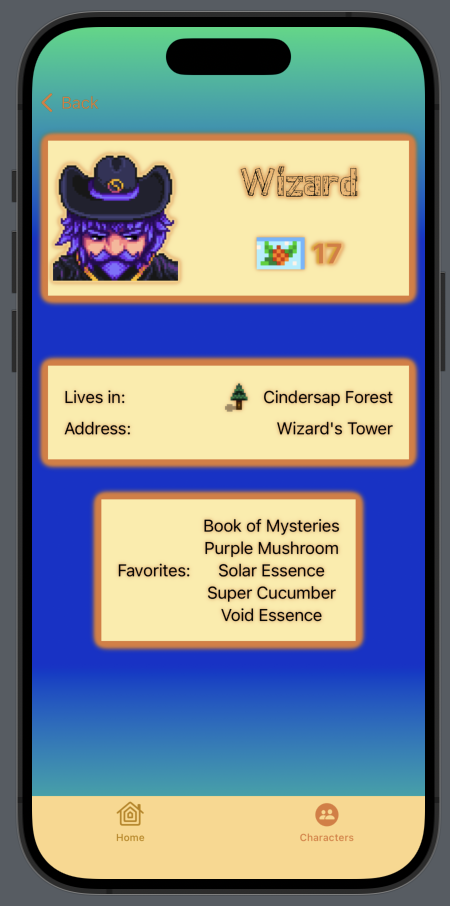 Back
Wizard
17
Lives in: Cindersap Forest
Address: Wizard's Tower
Book of Mysteries
Purple Mushroom
Favorites: Solar Essence
Super Cucumber
Void Essence
Home Characters